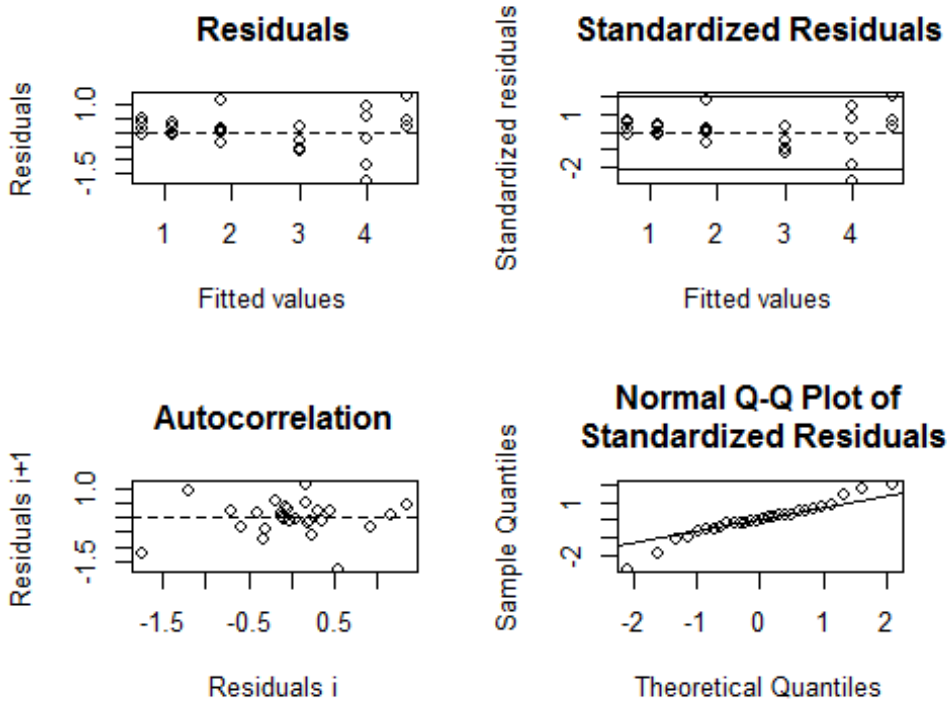 Residuals
Residuals
1.0
-1.5
1 2 3 4
Fitted values
Standardized Residuals
Standardized residuals
1
-2
1 2 3 4
Fitted values
Autocorrelation
Residuals i+1
1.0
-1.5
-1.5 -0.5 0.5
Residuals i
Normal Q-Q Plot of
Standardized Residuals
Sample Quantiles
1
-2
-2 -1 0 1 2
Theoretical Quantiles